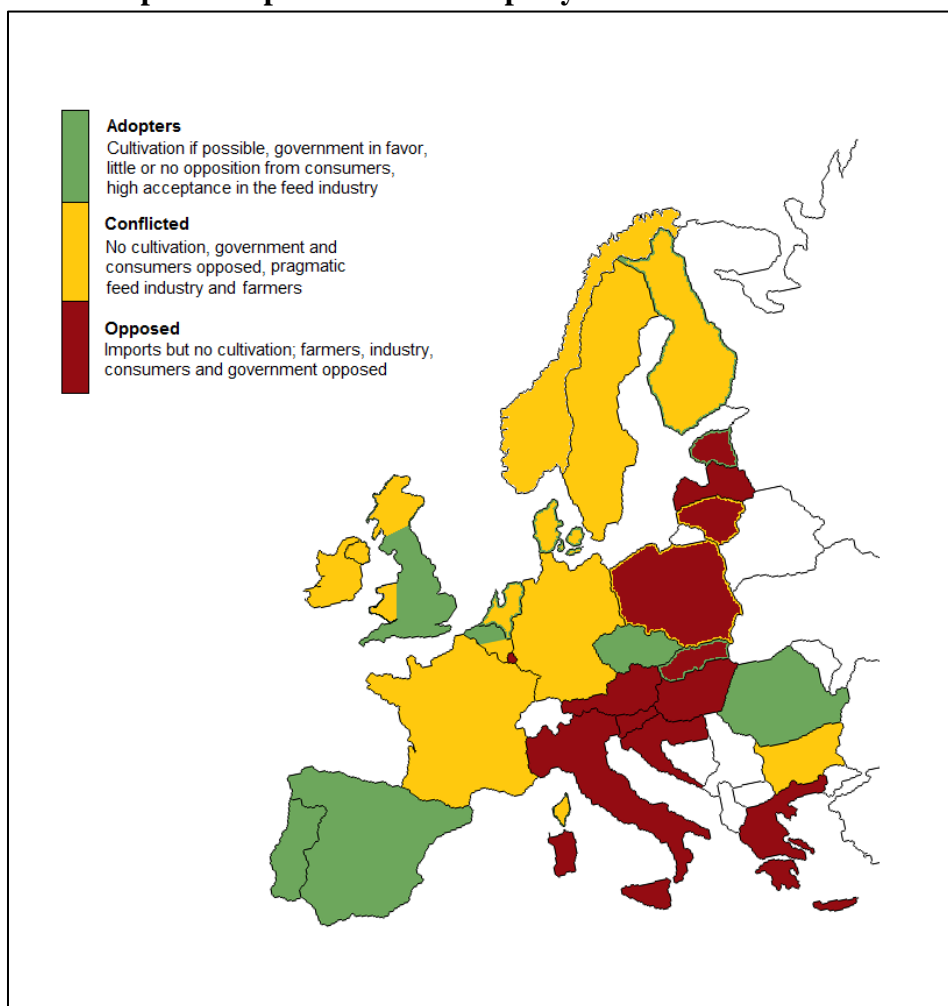 Adopters
Cultivation if possible, government in favor,
little or no opposition from consumers,
high acceptance in the feed industry
Conflicted
No cultivation, government and
consumers opposed, pragmatic
feed industry and farmers
Opposed
Imports but no cultivation; farmers, industry,
consumers and government opposed